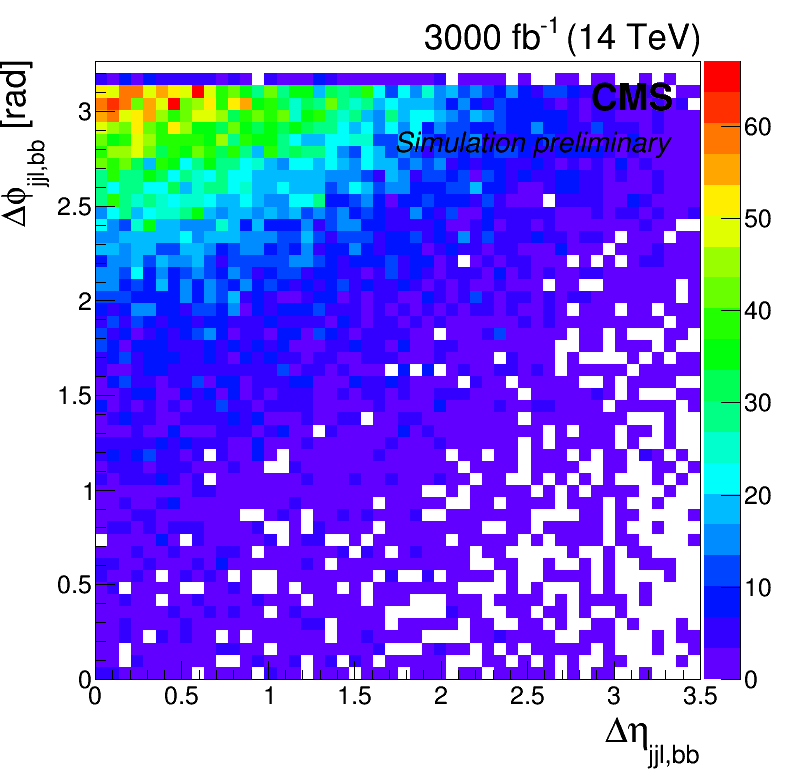 3000 fb⁻¹ (14 TeV)
CMS
Simulation preliminary
Δϕjjl,bb [rad]
3
2.5
2
1.5
1
0.5
0
0 0.5 1 1.5 2 2.5 3 3.5
Δηjjl,bb
60
50
40
30
20
10
0